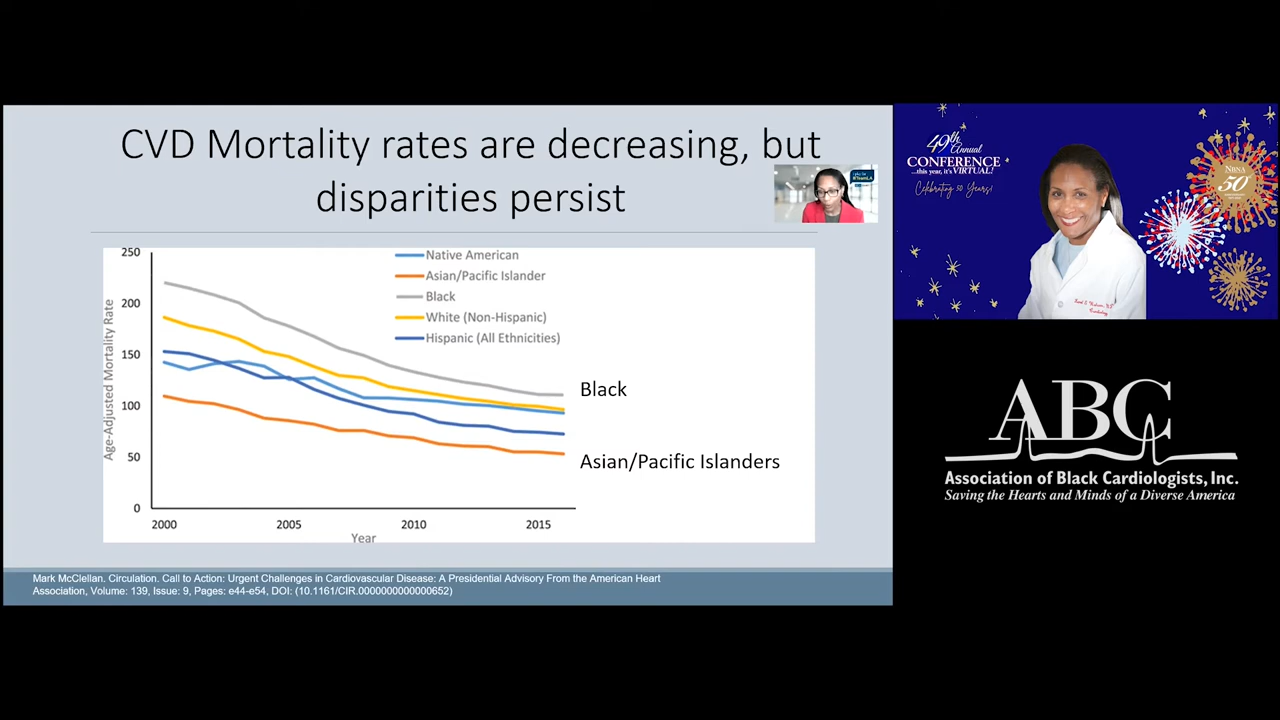 CVD Mortality rates are decreasing, but
disparities persist
250
200
150
100
50
0
Age-Adjusted Mortality Rate
Native American
Asian/Pacific Islander
Black
White (Non-Hispanic)
Hispanic (All Ethnicities)
Black
Asian/Pacific Islanders
2000
2005
2010
2015
Year
Mark McClellan. Circulation. Call to Action: Urgent Challenges in Cardiovascular Disease: A Presidential Advisory From the American Heart
Association, Volume: 139, Issue: 9, Pages: e44-e54, DOI: (10.1161/CIR.0000000000000652)
49th
Annual
CONFERENCE
...this year, it's VIRTUAL!
Celebrating 50 Years!
NBNA
50
ABC
Association of Black Cardiologists, Inc.
Saving the Hearts and Minds of a Diverse America